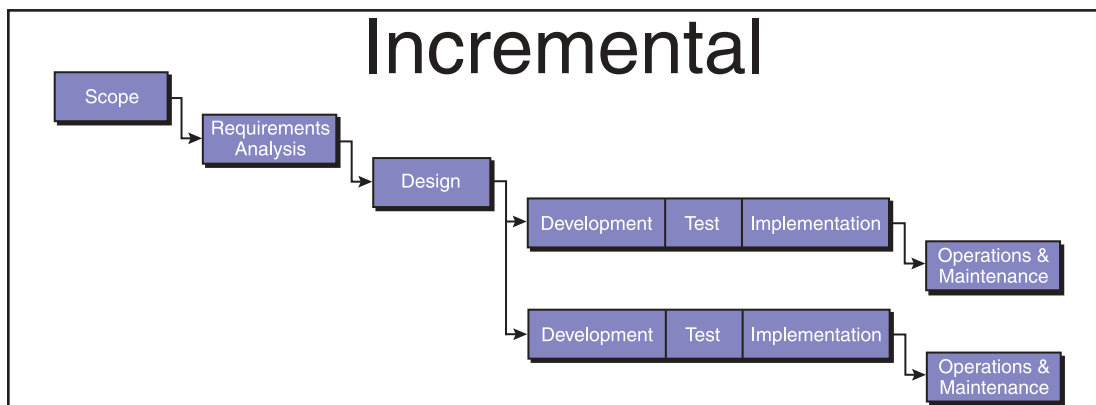 Incremental
Scope
Requirements
Analysis
Design
Development Test Implementation
Operations &
Maintenance
Development Test Implementation
Operations &
Maintenance